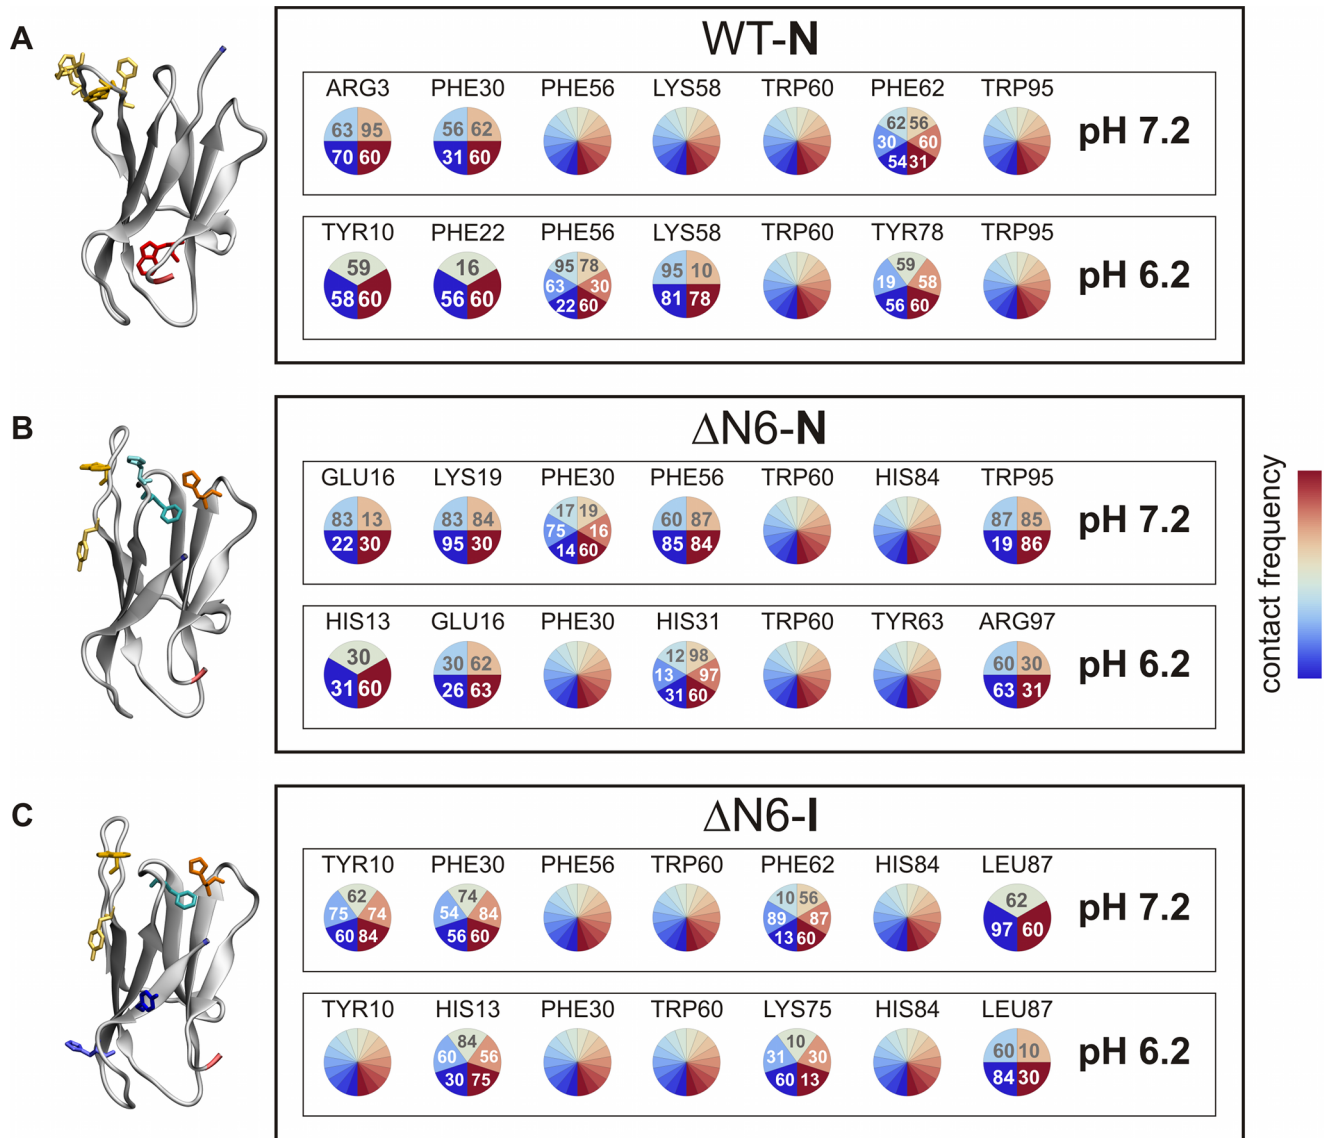 A
WT-N
ARG3 PHE30 PHE56 LYS58 TRP60 PHE62 TRP95
63 95 56 62 62 56
30 60
70 60 31 60 54 31
pH 7.2
TYR10 PHE22 PHE56 LYS58 TRP60 TYR78 TRP95
59 16 95 78 95 10 59
63 30 19 58
58 60 56 60 22 60 81 78 56 60
pH 6.2
B
ΔN6-N
GLU16 LYS19 PHE30 PHE56 TRP60 HIS84 TRP95
83 13 83 84 17 19 60 87 87 85
75 16
22 30 95 30 14 60 85 84 19 86
pH 7.2
HIS13 GLU16 PHE30 HIS31 TRP60 TYR63 ARG97
30 30 62 12 98 60 30
13 97
31 60 26 63 31 60 63 31
pH 6.2
contact frequency
C
ΔN6-I
TYR10 PHE30 PHE56 TRP60 PHE62 HIS84 LEU87
62 74 10 56 62
75 74 54 84 89 87
60 84 56 60 13 60 97 60
pH 7.2
TYR10 HIS13 PHE30 TRP60 LYS75 HIS84 LEU87
84 10 60 10
60 56 31 30
30 75 60 13 84 30
pH 6.2